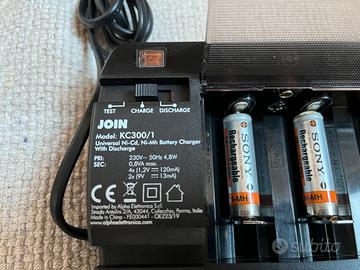 TEST CHARGE DISCHARGE
JOIN
Model: KC300/1
Universal Ni-Cd, Ni-Mh Battery Charger
With Discharge
PRI: 230V~ 50Hz 4,8W
SEC: 0,8VA max.
4x (1,2V ⎓ 120mA)
2x (9V ⎓ 13mA)
Imported by Alpha Elettronica S.r.l.
Strada Antolini 2/A, 43044, Collecchio, Parma, Italia
Made in China - FE000441 - OE223/19
www.alphaelettronica.com
SONY
Rechargeable
Ni-MH
SONY
Rechargeable
Ni-MH
subito